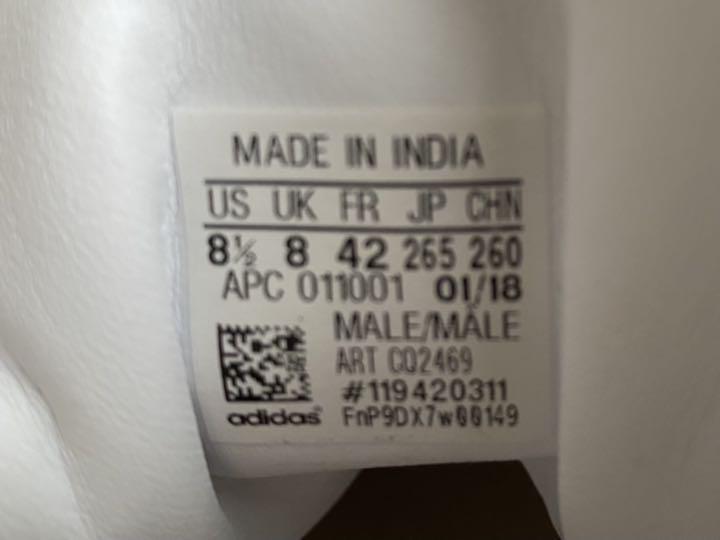 MADE IN INDIA
US UK FR JP CHN
8½ 8 42 265 260
APC 011001 01/18
MALE/MÂLE
ART CQ2469
#119420311
adidas FnP9DX7w00149